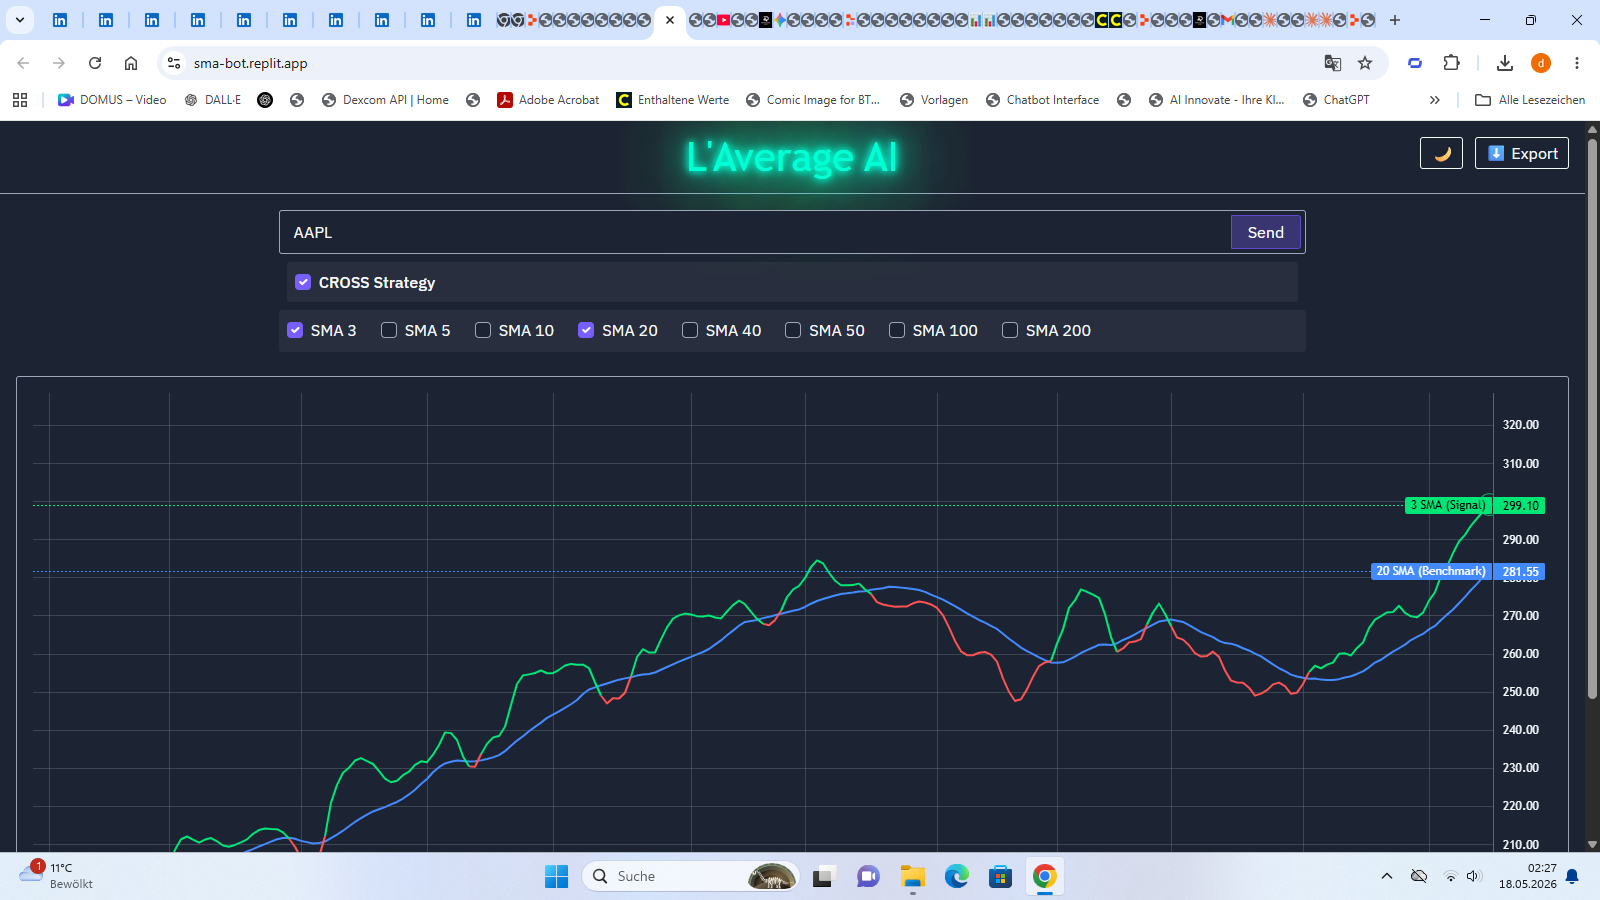 sma-bot.replit.app
d
DOMUS – Video
DALL·E
Dexcom API | Home
Adobe Acrobat
Enthaltene Werte
Comic Image for BT...
Vorlagen
Chatbot Interface
AI Innovate - Ihre KI...
ChatGPT
»
Alle Lesezeichen
L'Average AI
Export
AAPL
Send
CROSS Strategy
SMA 3
SMA 5
SMA 10
SMA 20
SMA 40
SMA 50
SMA 100
SMA 200
320.00
310.00
3 SMA (Signal) 299.10
290.00
20 SMA (Benchmark) 281.55
270.00
260.00
250.00
240.00
230.00
220.00
210.00
1
11°C
Bewölkt
Suche
02:27
18.05.2026